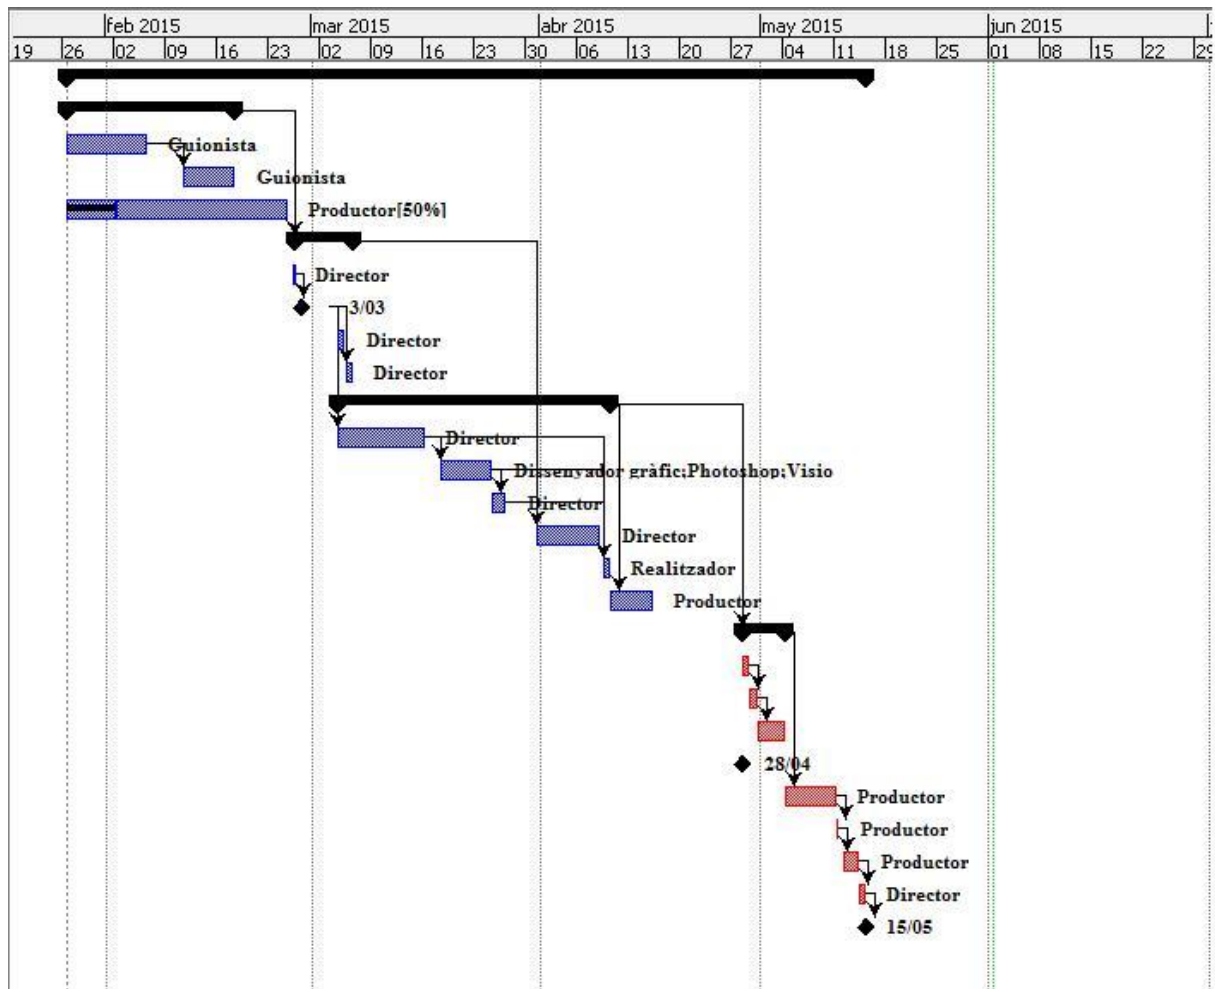 feb 2015 mar 2015 abr 2015 may 2015 jun 2015
19 26 02 09 16 23 02 09 16 23 30 06 13 20 27 04 11 18 25 01 08 15 22 29
Guionista
Guionista
Productor[50%]
Director
3/03
Director
Director
Director
Dissenyador gràfic;Photoshop;Visio
Director
Director
Realitzador
Productor
28/04
Productor
Productor
Productor
Director
15/05